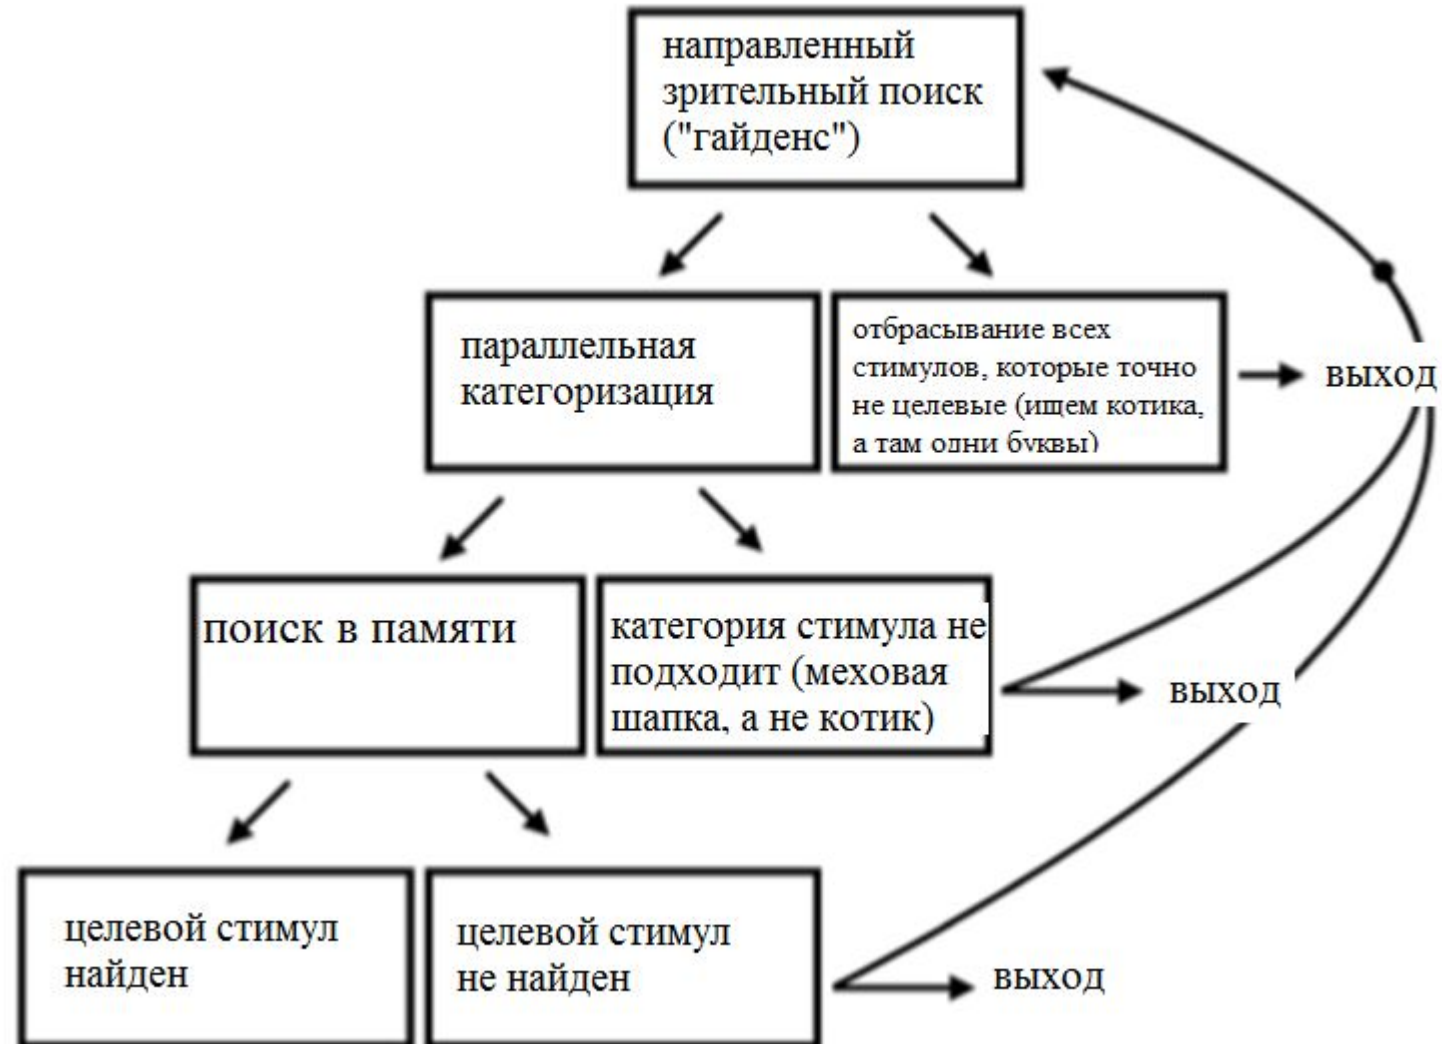 направленный
зрительный поиск
("гайденс")
параллельная
категоризация
отбрасывание всех
стимулов, которые точно
не целевые (ищем котика,
а там одни буквы)
выход
поиск в памяти
категория стимула не
подходит (меховая
шапка, а не котик)
выход
целевой стимул
найден
целевой стимул
не найден
выход